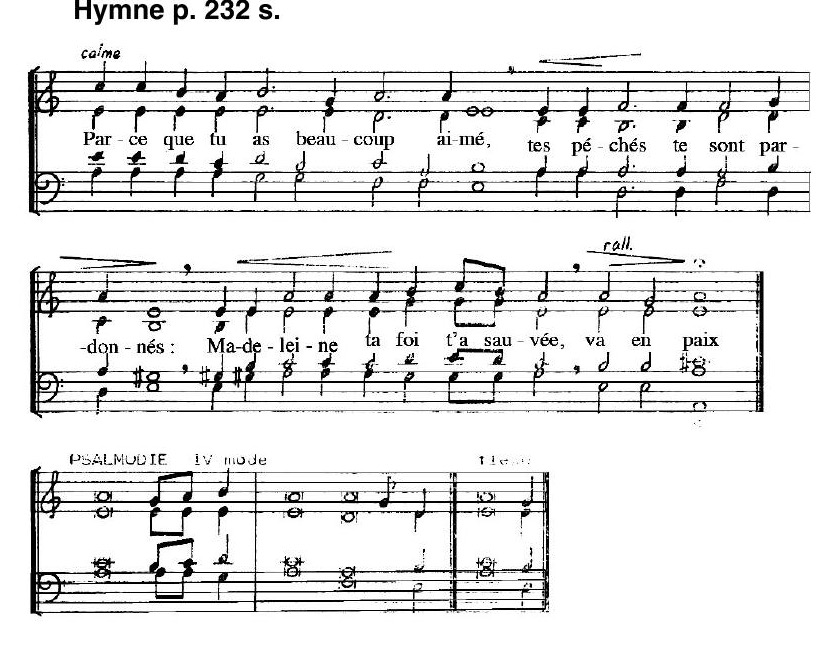 Hymne p. 232 s.
calme
Par - ce que tu as beau - coup ai-mé, tes pé - chés te sont par -
rall.
-don - nés : Ma-de - lei - ne ta foi t'a sau - vée, va en paix
PSALMODIE IV mode